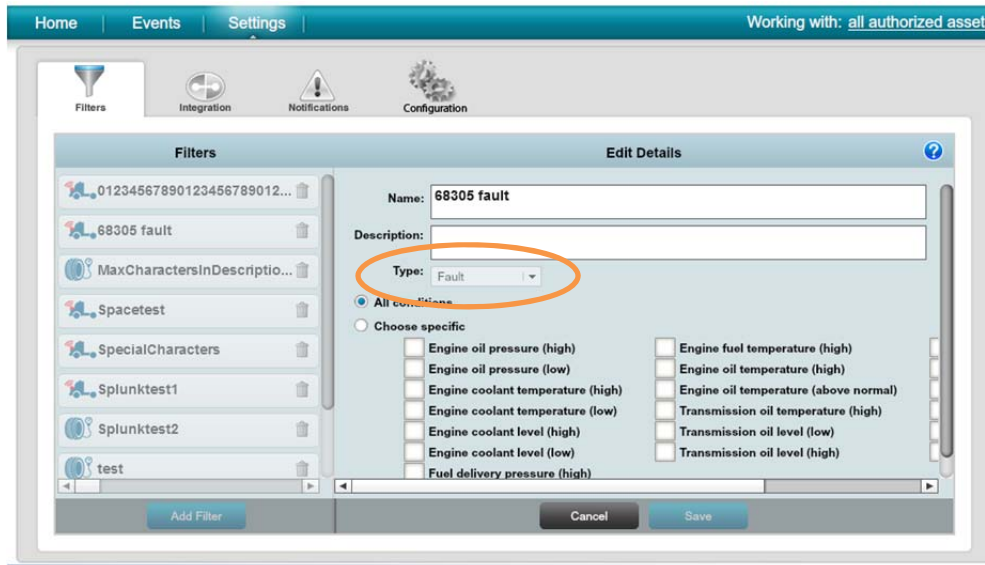 Home | Events | Settings | Working with: all authorized asset
Filters Integration Notifications Configuration
Filters Edit Details ?
01234567890123456789012...
68305 fault
MaxCharactersInDescriptio...
Spacetest
SpecialCharacters
Splunktest1
Splunktest2
test
Add Filter
Name: 68305 fault
Description:
Type: Fault
All conditions
Choose specific
Engine oil pressure (high) Engine fuel temperature (high)
Engine oil pressure (low) Engine oil temperature (high)
Engine coolant temperature (high) Engine oil temperature (above normal)
Engine coolant temperature (low) Transmission oil temperature (high)
Engine coolant level (high) Transmission oil level (low)
Engine coolant level (low) Transmission oil level (high)
Fuel delivery pressure (high)
Cancel Save